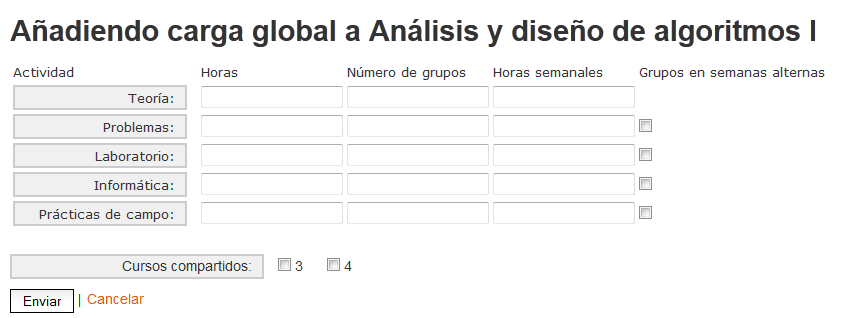 Añadiendo carga global a Análisis y diseño de algoritmos I
Actividad Horas Número de grupos Horas semanales Grupos en semanas alternas
Teoría:
Problemas:
Laboratorio:
Informática:
Prácticas de campo:
Cursos compartidos: 3 4
Enviar | Cancelar